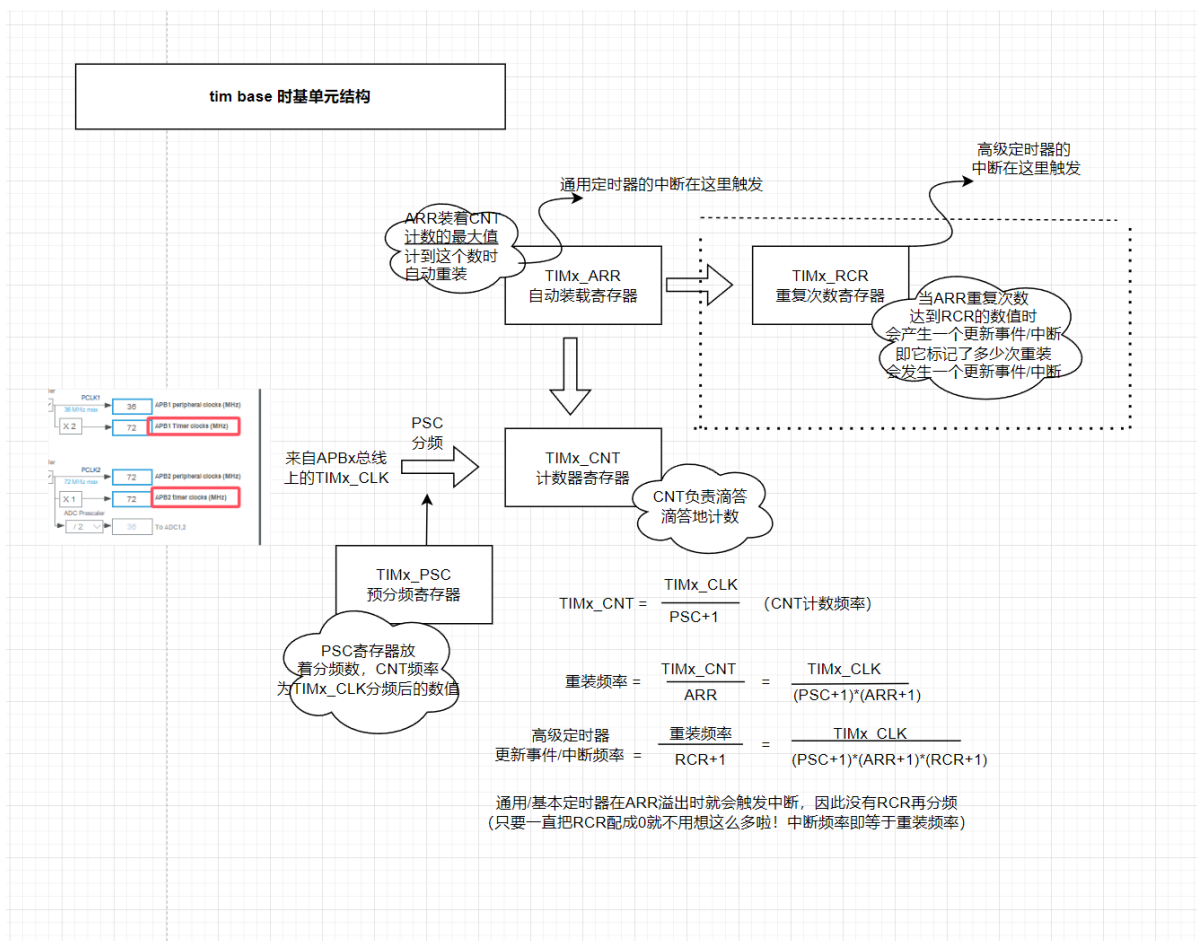 tim base 时基单元结构
高级定时器的
中断在这里触发
通用定时器的中断在这里触发
ARR装着CNT
计数的最大值
计到这个数时
自动重装
TIMx_ARR
自动装载寄存器
TIMx_RCR
重复次数寄存器
当ARR重复次数
达到RCR的数值时
会产生一个更新事件/中断
即它标记了多少次重装
会发生一个更新事件/中断
PCLK1
36 MHz max
36
APB1 peripheral clocks (MHz)
X 2
72
APB1 Timer clocks (MHz)
PCLK2
72 MHz max
72
APB2 peripheral clocks (MHz)
X 1
72
APB2 timer clocks (MHz)
ADC Prescaler
/ 2
36
To ADC1,2
来自APBx总线
上的TIMx_CLK
PSC
分频
TIMx_CNT
计数器寄存器
CNT负责滴答
滴答地计数
TIMx_PSC
预分频寄存器
PSC寄存器放
着分频数，CNT频率
为TIMx_CLK分频后的数值
TIMx_CNT =
TIMx_CLK
PSC+1
（CNT计数频率）
重装频率 =
TIMx_CNT
ARR
=
TIMx_CLK
(PSC+1)*(ARR+1)
高级定时器
更新事件/中断频率 =
重装频率
RCR+1
=
TIMx_CLK
(PSC+1)*(ARR+1)*(RCR+1)
通用/基本定时器在ARR溢出时就会触发中断，因此没有RCR再分频
（只要一直把RCR配成0就不用想这么多啦！中断频率即等于重装频率）